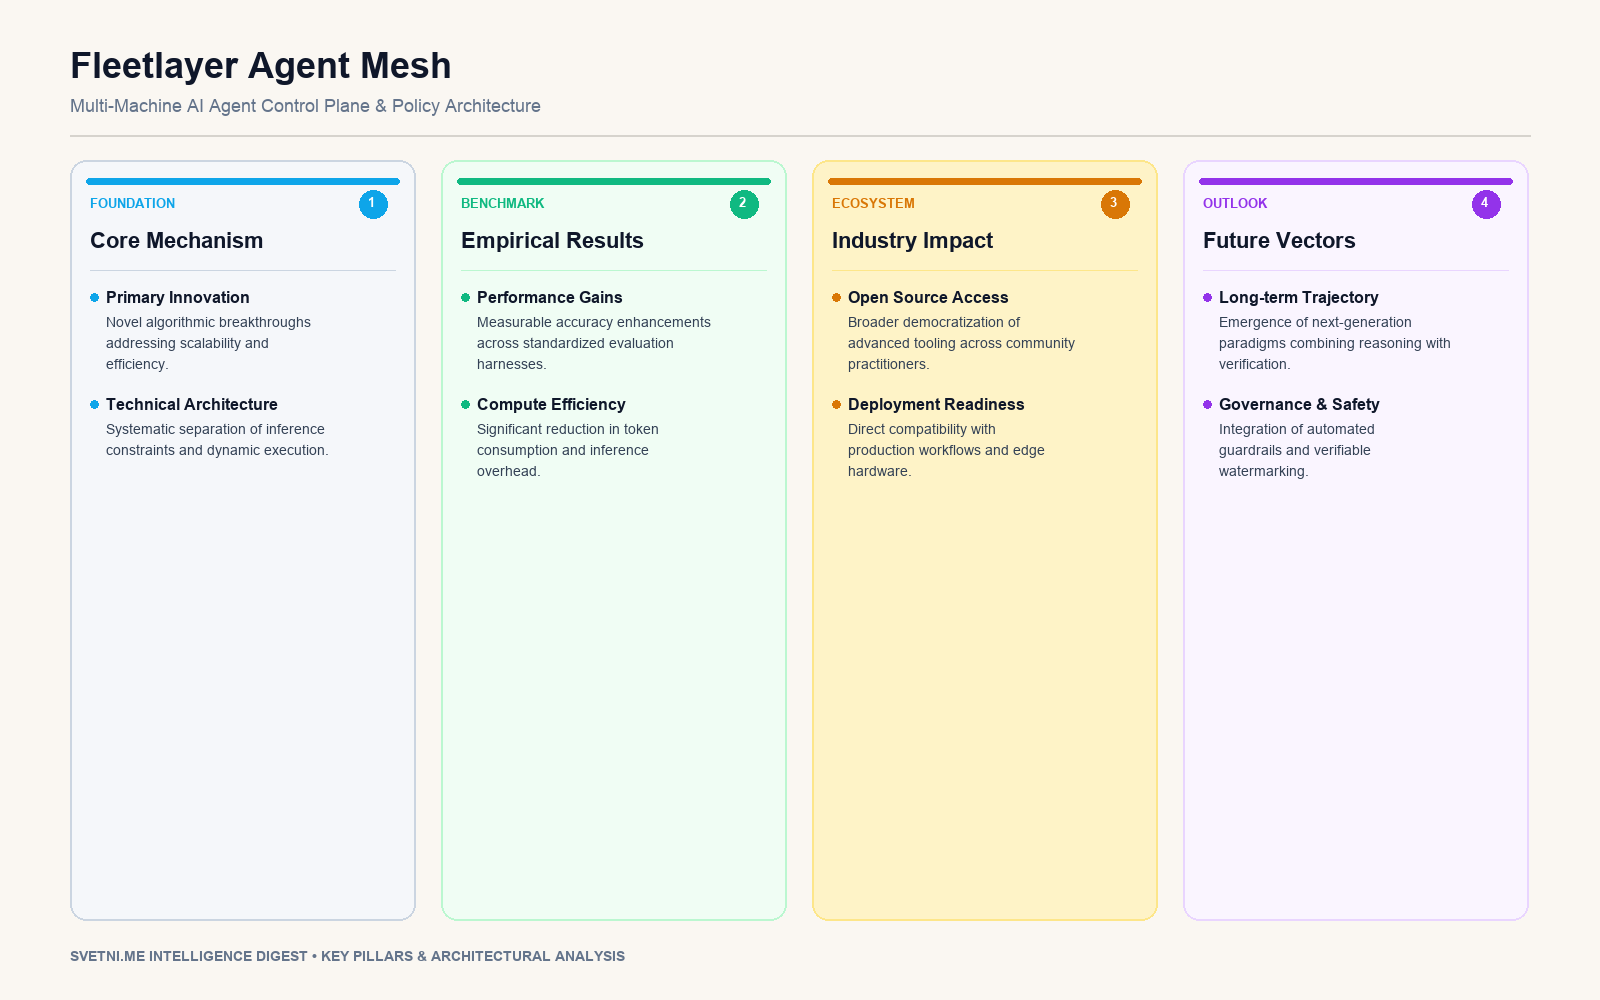 Fleetlayer Agent Mesh
Multi-Machine AI Agent Control Plane & Policy Architecture
FOUNDATION
1
Core Mechanism
Primary Innovation
Novel algorithmic breakthroughs
addressing scalability and
efficiency.
Technical Architecture
Systematic separation of inference
constraints and dynamic execution.
BENCHMARK
2
Empirical Results
Performance Gains
Measurable accuracy enhancements
across standardized evaluation
harnesses.
Compute Efficiency
Significant reduction in token
consumption and inference
overhead.
ECOSYSTEM
3
Industry Impact
Open Source Access
Broader democratization of
advanced tooling across community
practitioners.
Deployment Readiness
Direct compatibility with
production workflows and edge
hardware.
OUTLOOK
4
Future Vectors
Long-term Trajectory
Emergence of next-generation
paradigms combining reasoning with
verification.
Governance & Safety
Integration of automated
guardrails and verifiable
watermarking.
SVETNI.ME INTELLIGENCE DIGEST • KEY PILLARS & ARCHITECTURAL ANALYSIS